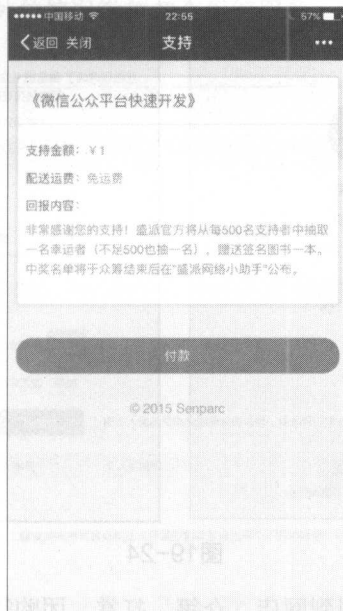 中国移动 22:56 57%
返回 关闭 支持
《微信公众平台快速开发》
支持金额：￥1
配送运费：免运费
回报内容：
非常感谢您的支持！盛派官方将从每500名支持者中抽取
一名幸运者（不足500也抽一名），赠送签名图书一本。
中奖名单将于众筹结束后在“盛派网络小助手”公布。
付款
© 2015 Senparc
图19-24